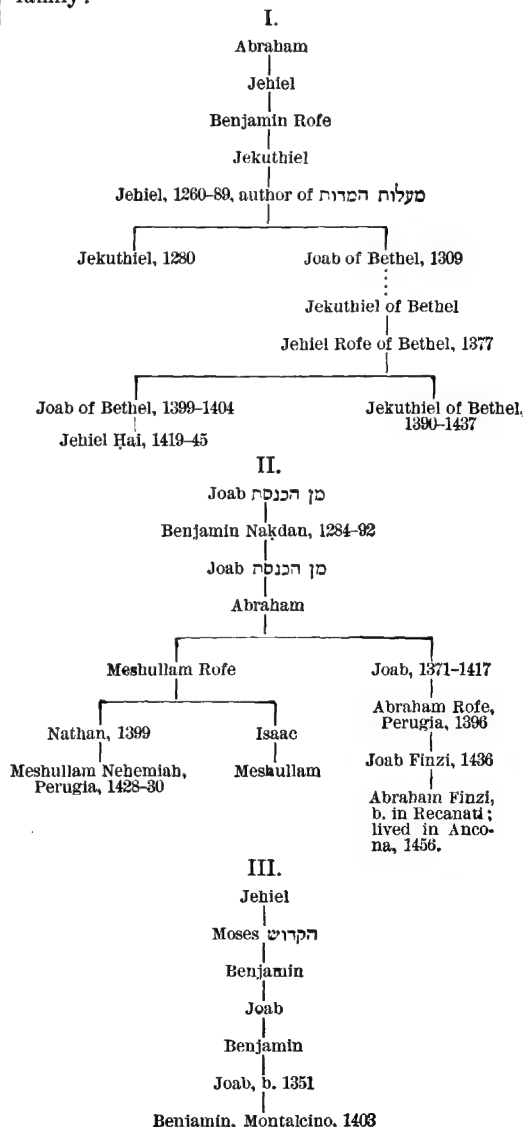 family:
I.
Abraham
Jehiel
Benjamin Rofe
Jekuthiel
Jehiel, 1260–89, author of מעלות המדות
Jekuthiel, 1280
Joab of Bethel, 1309
Jekuthiel of Bethel
Jehiel Rofe of Bethel, 1377
Joab of Bethel, 1399–1404
Jehiel Ḥai, 1419–45
Jekuthiel of Bethel,
1390–1437
II.
Joab מן הכנסת
Benjamin Naḳdan, 1284–92
Joab מן הכנסת
Abraham
Meshullam Rofe
Nathan, 1399
Meshullam Nehemiah,
Perugia, 1428–30
Isaac
Meshullam
Joab, 1371–1417
Abraham Rofe,
Perugia, 1396
Joab Finzi, 1436
Abraham Finzi,
b. in Recanati;
lived in Anco-
na, 1456.
III.
Jehiel
Moses הקדוש
Benjamin
Joab
Benjamin
Joab, b. 1351
Benjamin, Montalcino, 1403